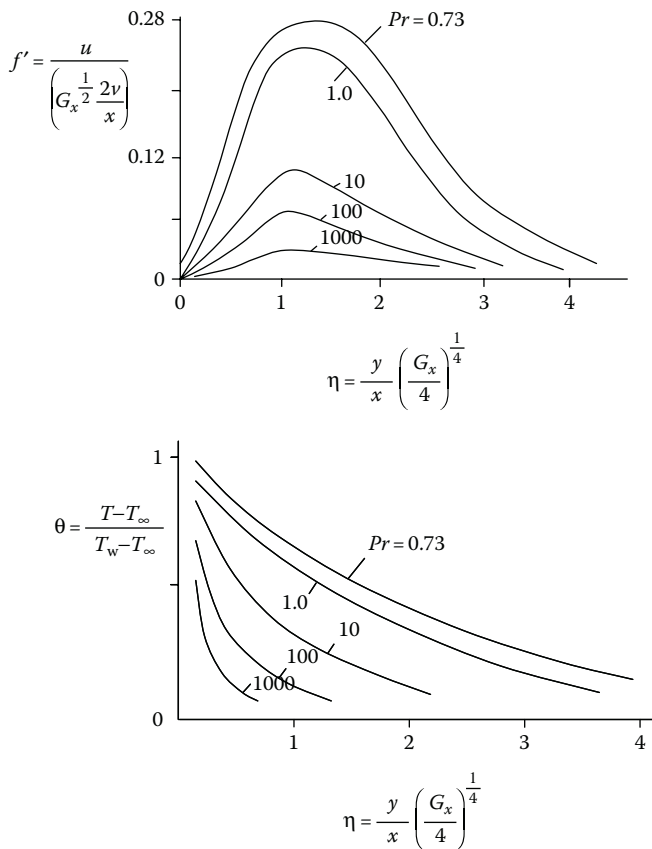 0.28
Pr = 0.73
f′ = u / (G_x^{1/2} 2ν/x)
1.0
0.12
10
100
1000
0
0 1 2 3 4
η = y/x (G_x/4)^{1/4}
1
θ = T–T_∞ / T_w–T_∞
Pr = 0.73
1.0
10
100
1000
0
1 2 3 4
η = y/x (G_x/4)^{1/4}